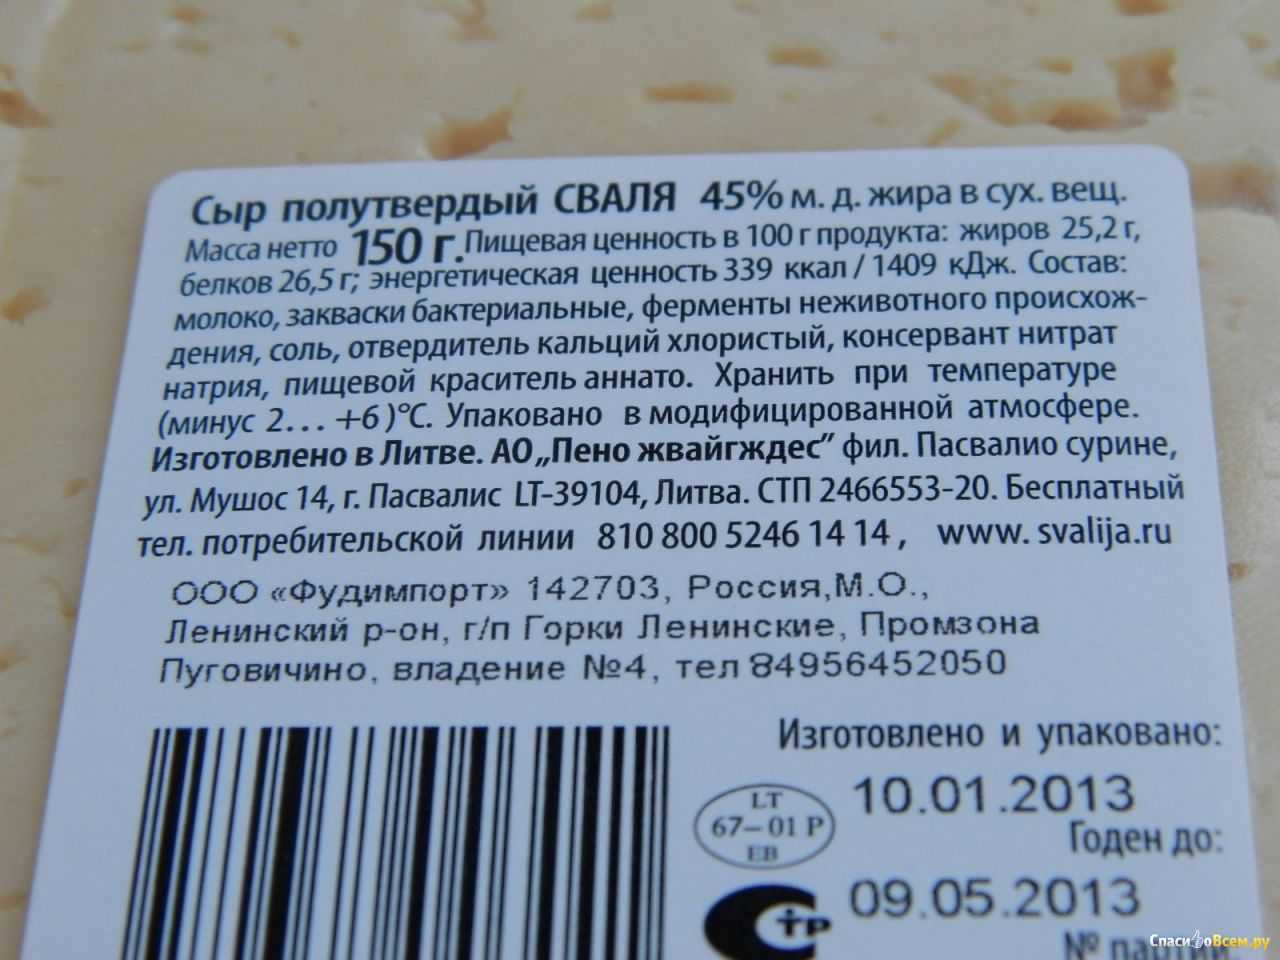 Сыр полутвердый СВАЛЯ 45% м. д. жира в сух. вещ.
Масса нетто 150 г. Пищевая ценность в 100 г продукта: жиров 25,2 г,
белков 26,5 г; энергетическая ценность 339 ккал / 1409 кДж. Состав:
молоко, закваски бактериальные, ферменты неживотного происхож-
дения, соль, отвердитель кальций хлористый, консервант нитрат
натрия, пищевой краситель аннато. Хранить при температуре
(минус 2... +6)°С. Упаковано в модифицированной атмосфере.
Изготовлено в Литве. АО „Пено жвайгждес” фил. Пасвалио сурине,
ул. Мушос 14, г. Пасвалис LT-39104, Литва. СТП 2466553-20. Бесплатный
тел. потребительской линии 810 800 5246 14 14, www. svalija.ru
ООО «Фудимпорт» 142703, Россия,М.О.,
Ленинский р-он, г/п Горки Ленинские, Промзона
Пуговичино, владение №4, тел 84956452050
Изготовлено и упаковано:
10.01.2013
LT
67–01 P
EB
Годен до:
09.05.2013
СТР
№ партии:
СпасибоВсем.ру